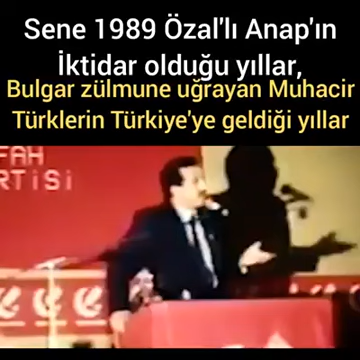 Sene 1989 Özal'lı Anap'ın
İktidar olduğu yıllar,
Bulgar zülmune uğrayan Muhacir
Türklerin Türkiye'ye geldiği yıllar
FAH
RTİSİ